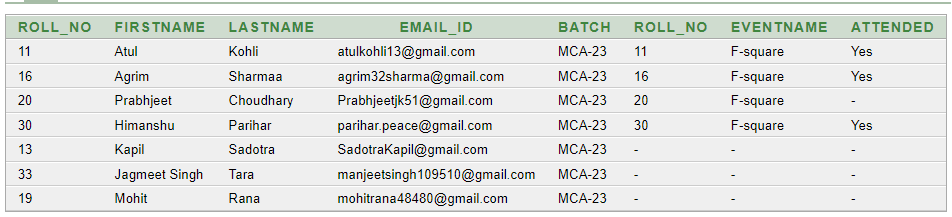 ROLL_NO FIRSTNAME LASTNAME EMAIL_ID BATCH ROLL_NO EVENTNAME ATTENDED
11 Atul Kohli atulkohli13@gmail.com MCA-23 11 F-square Yes
16 Agrim Sharmaa agrim32sharma@gmail.com MCA-23 16 F-square Yes
20 Prabhjeet Choudhary Prabhjeetjk51@gmail.com MCA-23 20 F-square -
30 Himanshu Parihar parihar.peace@gmail.com MCA-23 30 F-square Yes
13 Kapil Sadotra SadotraKapil@gmail.com MCA-23 - - -
33 Jagmeet Singh Tara manjeetsingh109510@gmail.com MCA-23 - - -
19 Mohit Rana mohitrana48480@gmail.com MCA-23 - - -